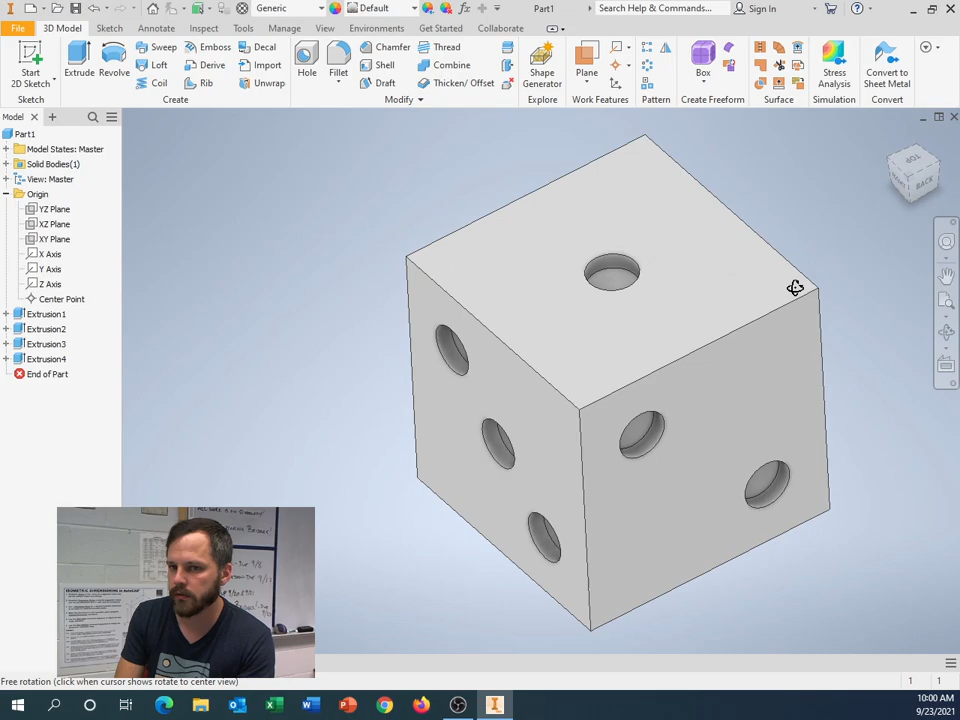 Generic
Default
Part1
Search Help & Commands...
Sign In
File
3D Model
Sketch
Annotate
Inspect
Tools
Manage
View
Environments
Get Started
Collaborate
Start
2D Sketch
Sketch
Extrude
Revolve
Sweep
Loft
Coil
Emboss
Derive
Rib
Decal
Import
Unwrap
Create
Hole
Fillet
Chamfer
Shell
Draft
Thread
Combine
Thicken/ Offset
Modify
Shape
Generator
Explore
Plane
Work Features
Pattern
Box
Create Freeform
Surface
Stress
Analysis
Simulation
Convert to
Sheet Metal
Convert
Model
Part1
Model States: Master
Solid Bodies(1)
View: Master
Origin
YZ Plane
XZ Plane
XY Plane
X Axis
Y Axis
Z Axis
Center Point
Extrusion1
Extrusion2
Extrusion3
Extrusion4
End of Part
TOP
BACK
Free rotation (click when cursor shows rotate to center view)
1
1
10:00 AM
9/23/2021